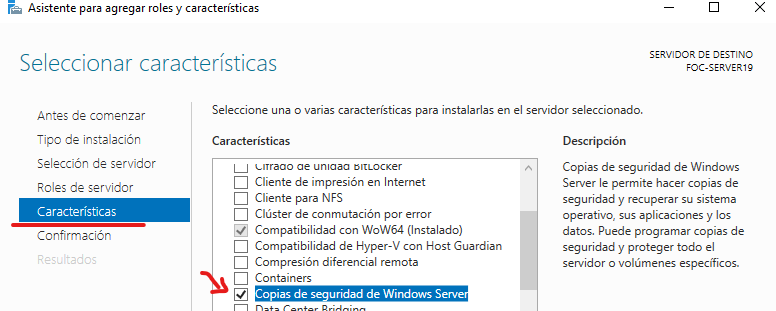 Asistente para agregar roles y características
Seleccionar características
SERVIDOR DE DESTINO
FOC-SERVER19
Antes de comenzar
Tipo de instalación
Selección de servidor
Roles de servidor
Características
Confirmación
Resultados
Seleccione una o varias características para instalarlas en el servidor seleccionado.
Características
Cifrado de unidad BitLocker
Cliente de impresión en Internet
Cliente para NFS
Clúster de conmutación por error
Compatibilidad con WoW64 (Instalado)
Compatibilidad de Hyper-V con Host Guardian
Compresión diferencial remota
Containers
Copias de seguridad de Windows Server
Data Center Bridging
Descripción
Copias de seguridad de Windows
Server le permite hacer copias de
seguridad y recuperar su sistema
operativo, sus aplicaciones y los
datos. Puede programar copias de
seguridad y proteger todo el
servidor o volúmenes específicos.